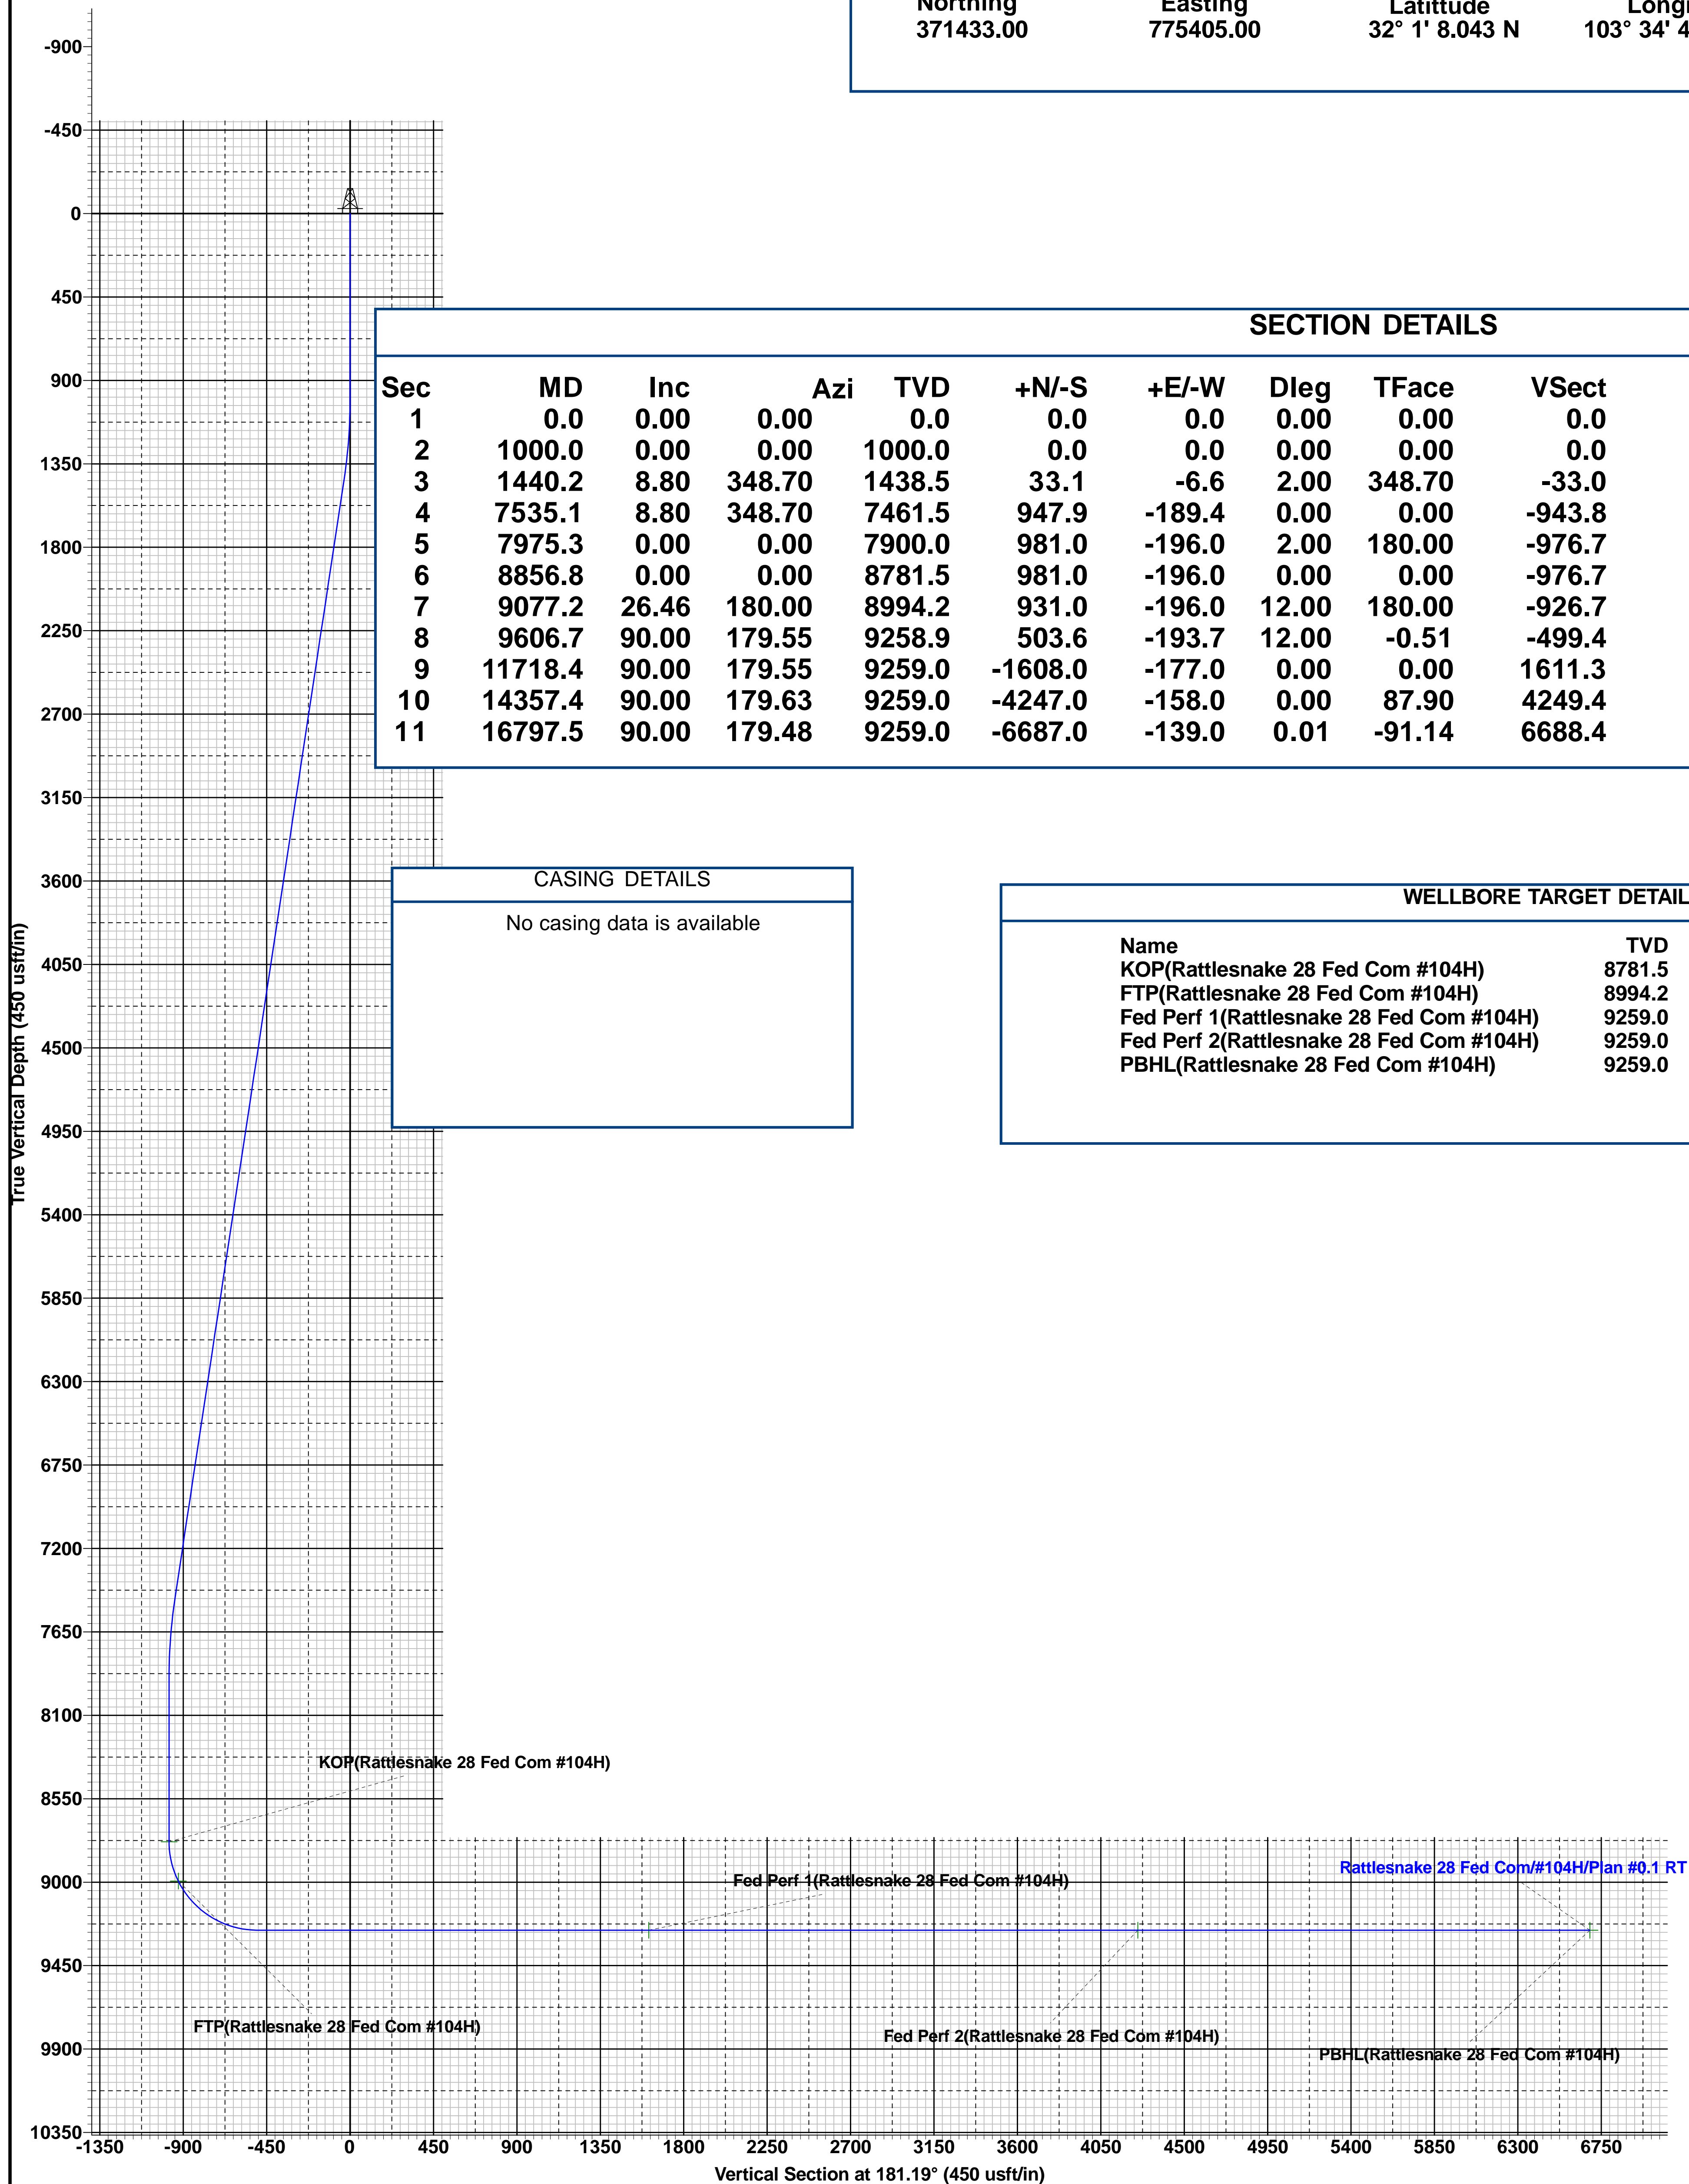 Northing Easting Latittude
371433.00 775405.00 32° 1' 8.043 N 103° 34'
-900
-450
0
450
900
1350
1800
2250
2700
3150
3600
4050
4500
4950
5400
5850
6300
6750
7200
7650
8100
8550
9000
9450
9900
10350
True Vertical Depth (450 usft/in)
SECTION DETAILS
Sec MD Inc Azi TVD +N/-S +E/-W Dleg TFace VSect
1 0.0 0.00 0.00 0.0 0.0 0.0 0.00 0.00 0.0
2 1000.0 0.00 0.00 1000.0 0.0 0.0 0.00 0.00 0.0
3 1440.2 8.80 348.70 1438.5 33.1 -6.6 2.00 348.70 -33.0
4 7535.1 8.80 348.70 7461.5 947.9 -189.4 0.00 0.00 -943.8
5 7975.3 0.00 0.00 7900.0 981.0 -196.0 2.00 180.00 -976.7
6 8856.8 0.00 0.00 8781.5 981.0 -196.0 0.00 0.00 -976.7
7 9077.2 26.46 180.00 8994.2 931.0 -196.0 12.00 180.00 -926.7
8 9606.7 90.00 179.55 9258.9 503.6 -193.7 12.00 -0.51 -499.4
9 11718.4 90.00 179.55 9259.0 -1608.0 -177.0 0.00 0.00 1611.3
10 14357.4 90.00 179.63 9259.0 -4247.0 -158.0 0.00 87.90 4249.4
11 16797.5 90.00 179.48 9259.0 -6687.0 -139.0 0.01 -91.14 6688.4
CASING DETAILS
No casing data is available
WELLBORE TARGET DETAIL
Name TVD
KOP(Rattlesnake 28 Fed Com #104H) 8781.5
FTP(Rattlesnake 28 Fed Com #104H) 8994.2
Fed Perf 1(Rattlesnake 28 Fed Com #104H) 9259.0
Fed Perf 2(Rattlesnake 28 Fed Com #104H) 9259.0
PBHL(Rattlesnake 28 Fed Com #104H) 9259.0
KOP(Rattlesnake 28 Fed Com #104H)
Rattlesnake 28 Fed Com/#104H/Plan #0.1 RT
Fed Perf 1(Rattlesnake 28 Fed Com #104H)
FTP(Rattlesnake 28 Fed Com #104H)
Fed Perf 2(Rattlesnake 28 Fed Com #104H)
PBHL(Rattlesnake 28 Fed Com #104H)
-1350 -900 -450 0 450 900 1350 1800 2250 2700 3150 3600 4050 4500 4950 5400 5850 6300 6750
Vertical Section at 181.19° (450 usft/in)